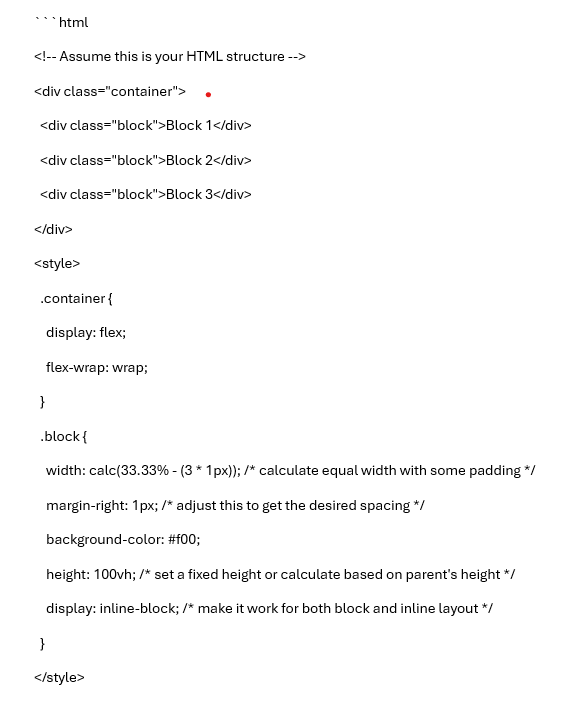 ```html
<!-- Assume this is your HTML structure -->
<div class="container">
<div class="block">Block 1</div>
<div class="block">Block 2</div>
<div class="block">Block 3</div>
</div>
<style>
.container {
display: flex;
flex-wrap: wrap;
}
.block {
width: calc(33.33% - (3 * 1px)); /* calculate equal width with some padding */
margin-right: 1px; /* adjust this to get the desired spacing */
background-color: #f00;
height: 100vh; /* set a fixed height or calculate based on parent's height */
display: inline-block; /* make it work for both block and inline layout */
}
</style>